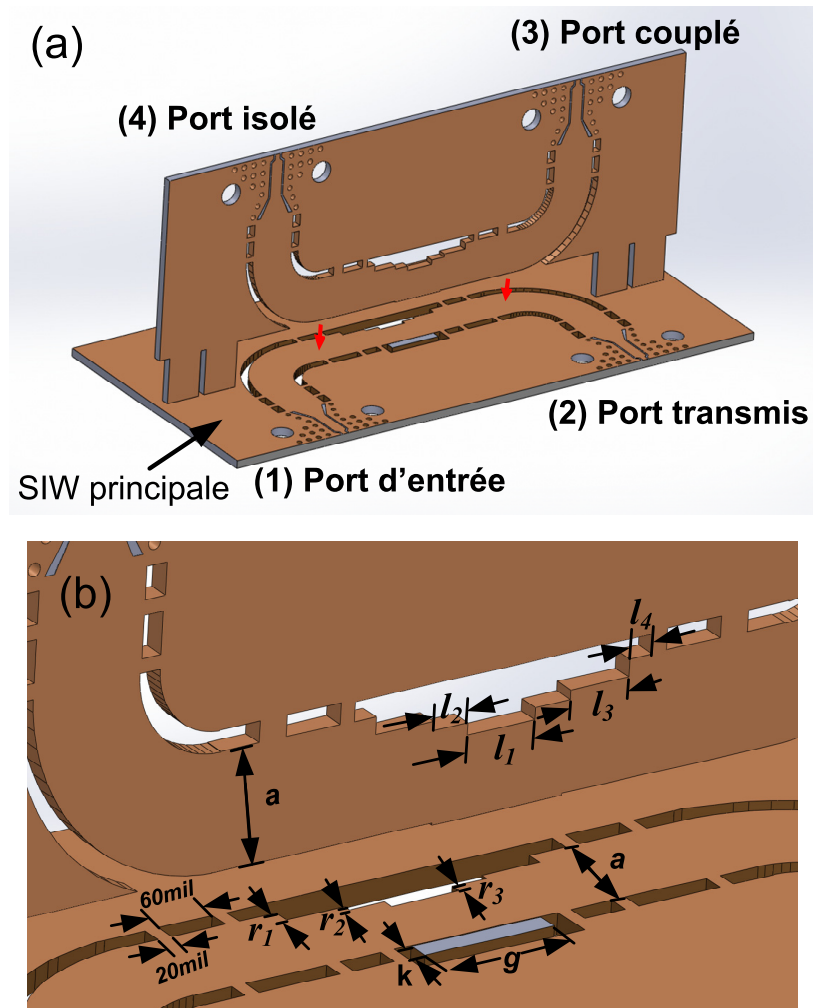 (a)
(3) Port couplé
(4) Port isolé
(2) Port transmis
SIW principale
(1) Port d'entrée
(b)
l4
l2
l3
l1
a
a
60mil
r3
r1
r2
20mil
k
g